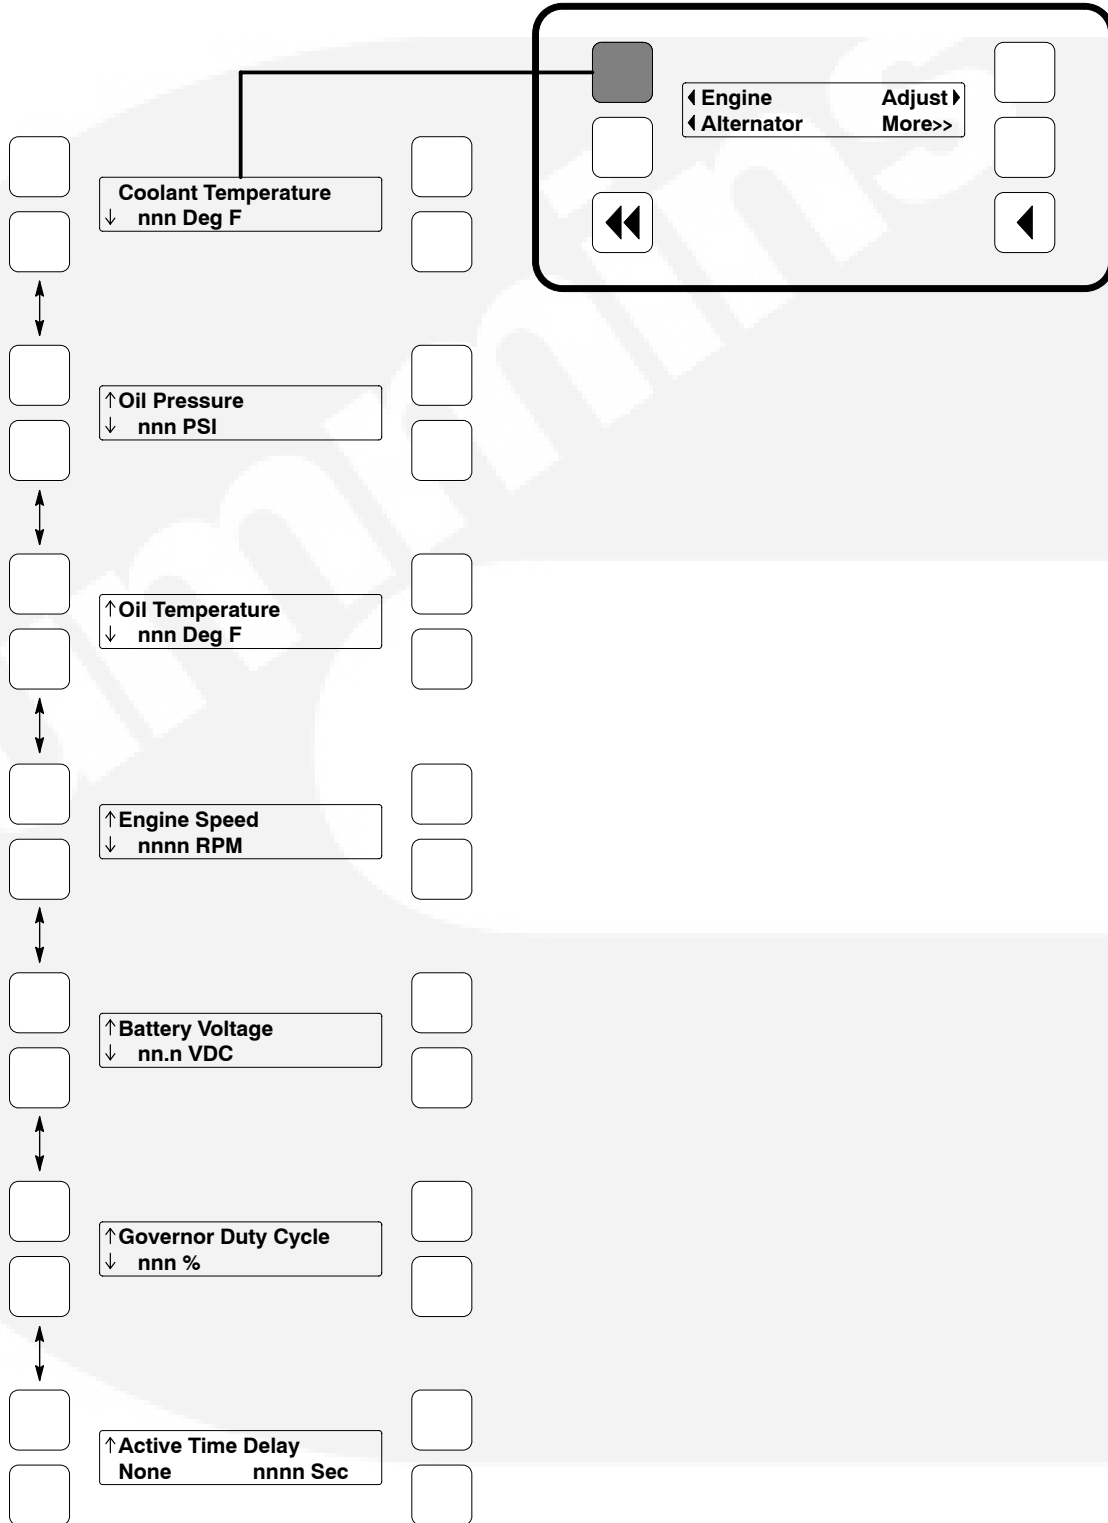 Engine Adjust
Alternator More>>
Coolant Temperature
↓ nnn Deg F
↑Oil Pressure
↓ nnn PSI
↑Oil Temperature
↓ nnn Deg F
↑Engine Speed
↓ nnnn RPM
↑Battery Voltage
↓ nn.n VDC
↑Governor Duty Cycle
↓ nnn %
↑Active Time Delay
None nnnn Sec